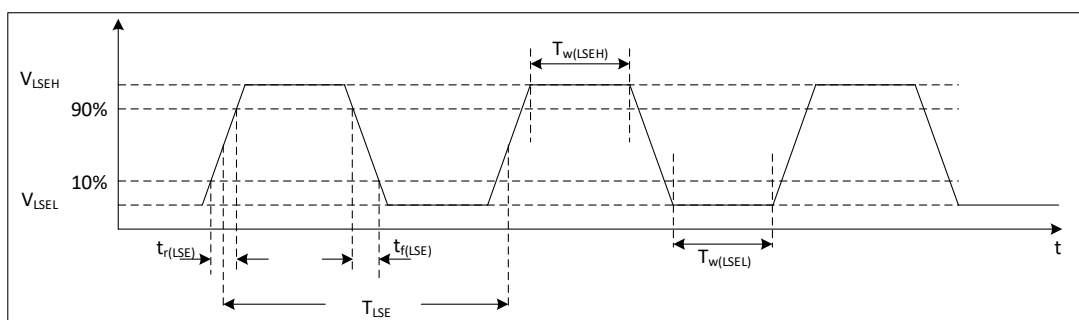 T_w(LSEH)
V_LSEH
90%
10%
V_LSEL
t_r(LSE)
t_f(LSE)
T_w(LSEL)
t
T_LSE